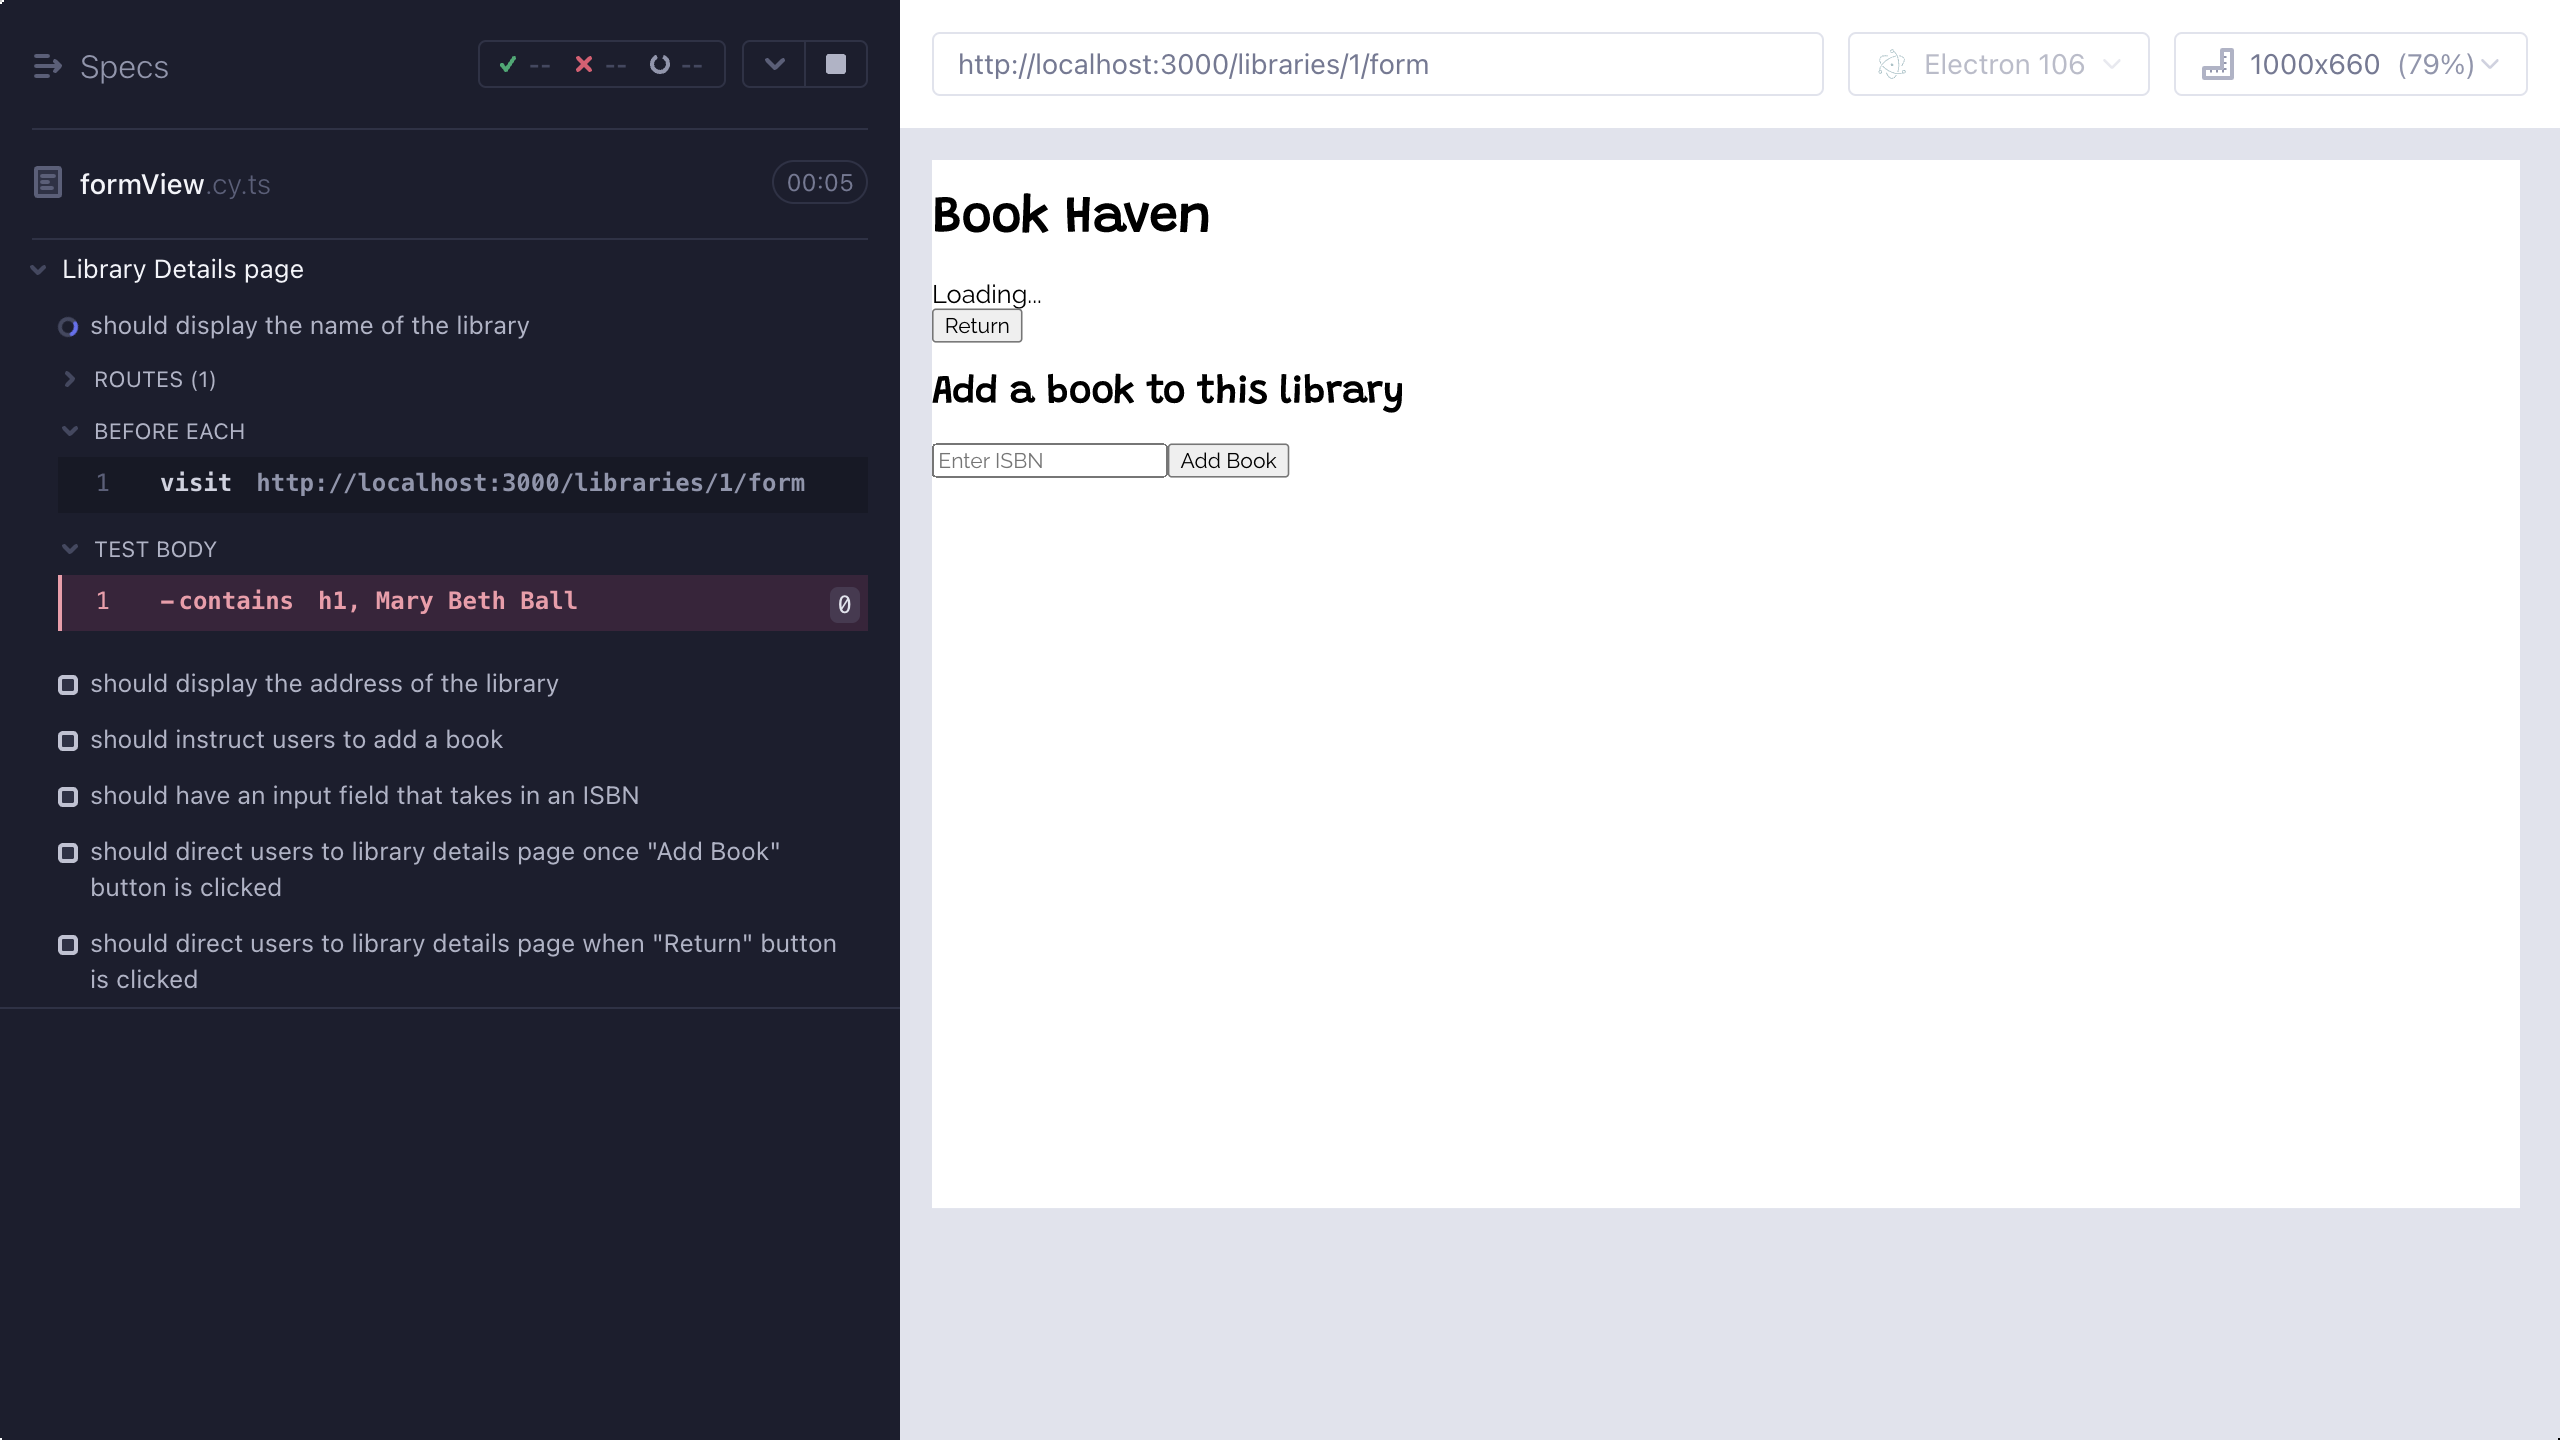 Specs
-- -- --
formView.cy.ts 00:05
Library Details page
should display the name of the library
ROUTES (1)
BEFORE EACH
1 visit http://localhost:3000/libraries/1/form
TEST BODY
1 -contains h1, Mary Beth Ball 0
should display the address of the library
should instruct users to add a book
should have an input field that takes in an ISBN
should direct users to library details page once "Add Book"
button is clicked
should direct users to library details page when "Return" button
is clicked
http://localhost:3000/libraries/1/form
Electron 106
1000x660 (79%)
Book Haven
Loading...
Return
Add a book to this library
Enter ISBN Add Book